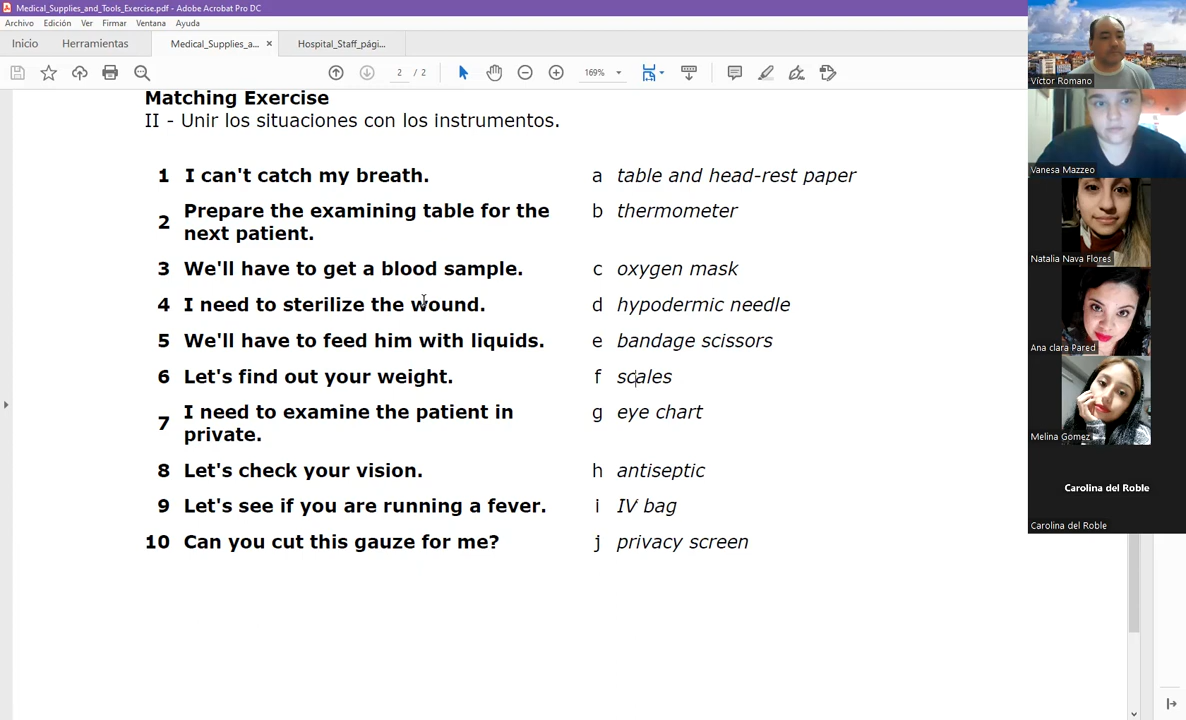 Medical_Supplies_and_Tools_Exercise.pdf - Adobe Acrobat Pro DC
Archivo Edición Ver Firmar Ventana Ayuda
Inicio Herramientas Medical_Supplies_a... × Hospital_Staff_pági...
2 / 2 169%
Matching Exercise
II - Unir los situaciones con los instrumentos.
1 I can't catch my breath. a table and head-rest paper
2 Prepare the examining table for the next patient. b thermometer
3 We'll have to get a blood sample. c oxygen mask
4 I need to sterilize the wound. d hypodermic needle
5 We'll have to feed him with liquids. e bandage scissors
6 Let's find out your weight. f scales
7 I need to examine the patient in private. g eye chart
8 Let's check your vision. h antiseptic
9 Let's see if you are running a fever. i IV bag
10 Can you cut this gauze for me? j privacy screen
Víctor Romano
Vanesa Mazzeo
Natalia Nava Flores
Ana clara Pared
Melina Gomez
Carolina del Roble
Carolina del Roble